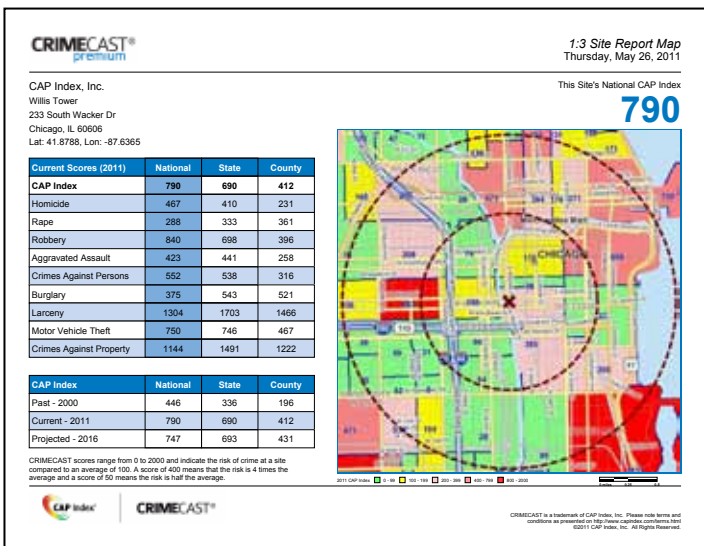 CRIMECAST®
premium
1:3 Site Report Map
Thursday, May 26, 2011
CAP Index, Inc.
Willis Tower
233 South Wacker Dr
Chicago, IL 60606
Lat: 41.8788, Lon: -87.6365
This Site's National CAP Index
790
Current Scores (2011) National State County
CAP Index 790 690 412
Homicide 467 410 231
Rape 288 333 361
Robbery 840 698 396
Aggravated Assault 423 441 258
Crimes Against Persons 552 538 316
Burglary 375 543 521
Larceny 1304 1703 1466
Motor Vehicle Theft 750 746 467
Crimes Against Property 1144 1491 1222
CHICAGO
CAP Index National State County
Past - 2000 446 336 196
Current - 2011 790 690 412
Projected - 2016 747 693 431
CRIMECAST scores range from 0 to 2000 and indicate the risk of crime at a site
compared to an average of 100. A score of 400 means that the risk is 4 times the
average and a score of 50 means the risk is half the average.
2011 CAP Index 0 - 99 100 - 199 200 - 399 400 - 799 800 - 2000
CAP Index®
CRIMECAST®
CRIMECAST is a trademark of CAP Index, Inc. Please note terms and
conditions as presented on http://www.capindex.com/terms.html
©2011 CAP Index, Inc. All Rights Reserved.